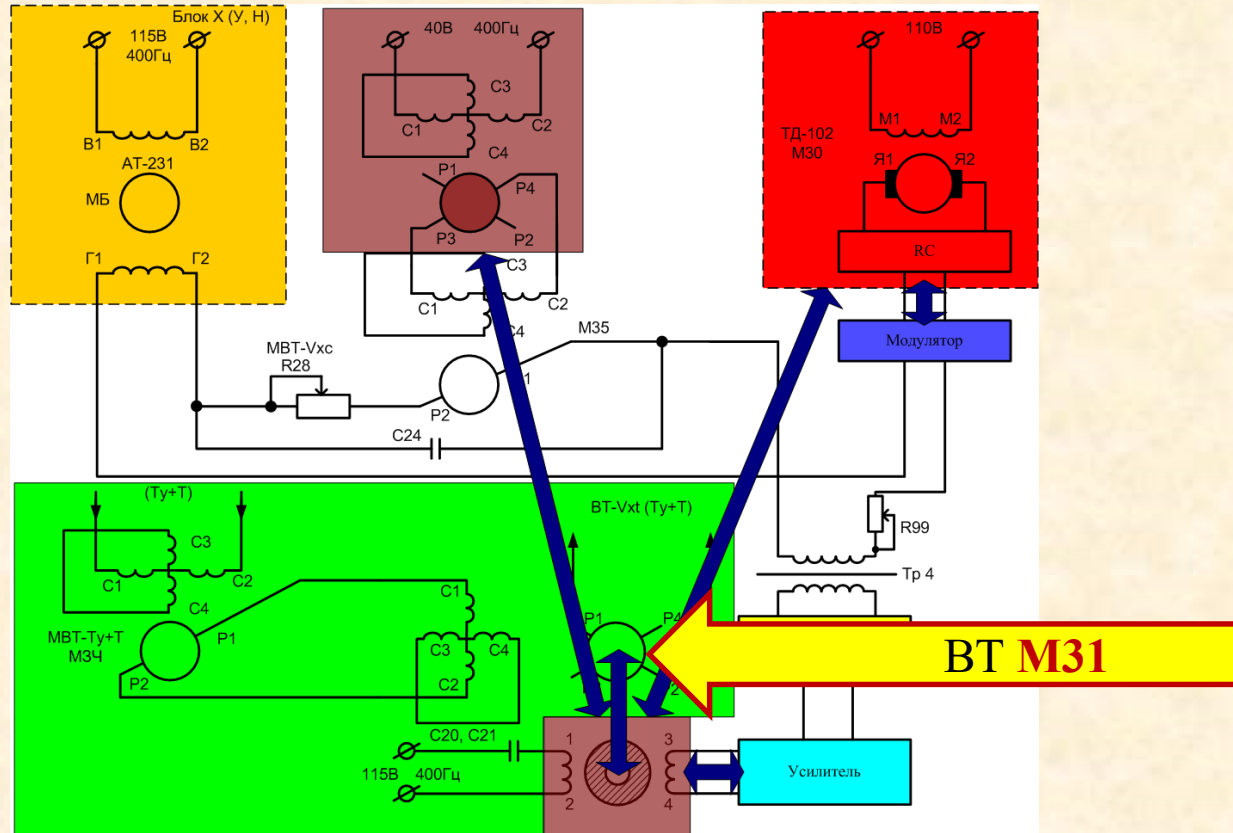 Блок X (У, Н)
115В
400Гц
В1
В2
АТ-231
МБ
Г1
Г2
40В 400Гц
С3
С1
С2
С4
Р1
Р4
Р3
Р2
С3
С1
С2
С4
М35
МВТ-Vхс
R28
Р2
С24
110В
М1
М2
ТД-102
М30
Я1
Я2
RC
Модулятор
R99
Тр 4
(Ту+Т)
С3
С1
С2
С4
МВТ-Ту+Т
МЗЧ
Р1
Р2
С1
С3
С4
С2
ВТ-Vxt (Ту+Т)
Р1
Р4
ВТ М31
С20, С21
115В 400Гц
1
2
3
4
Усилитель